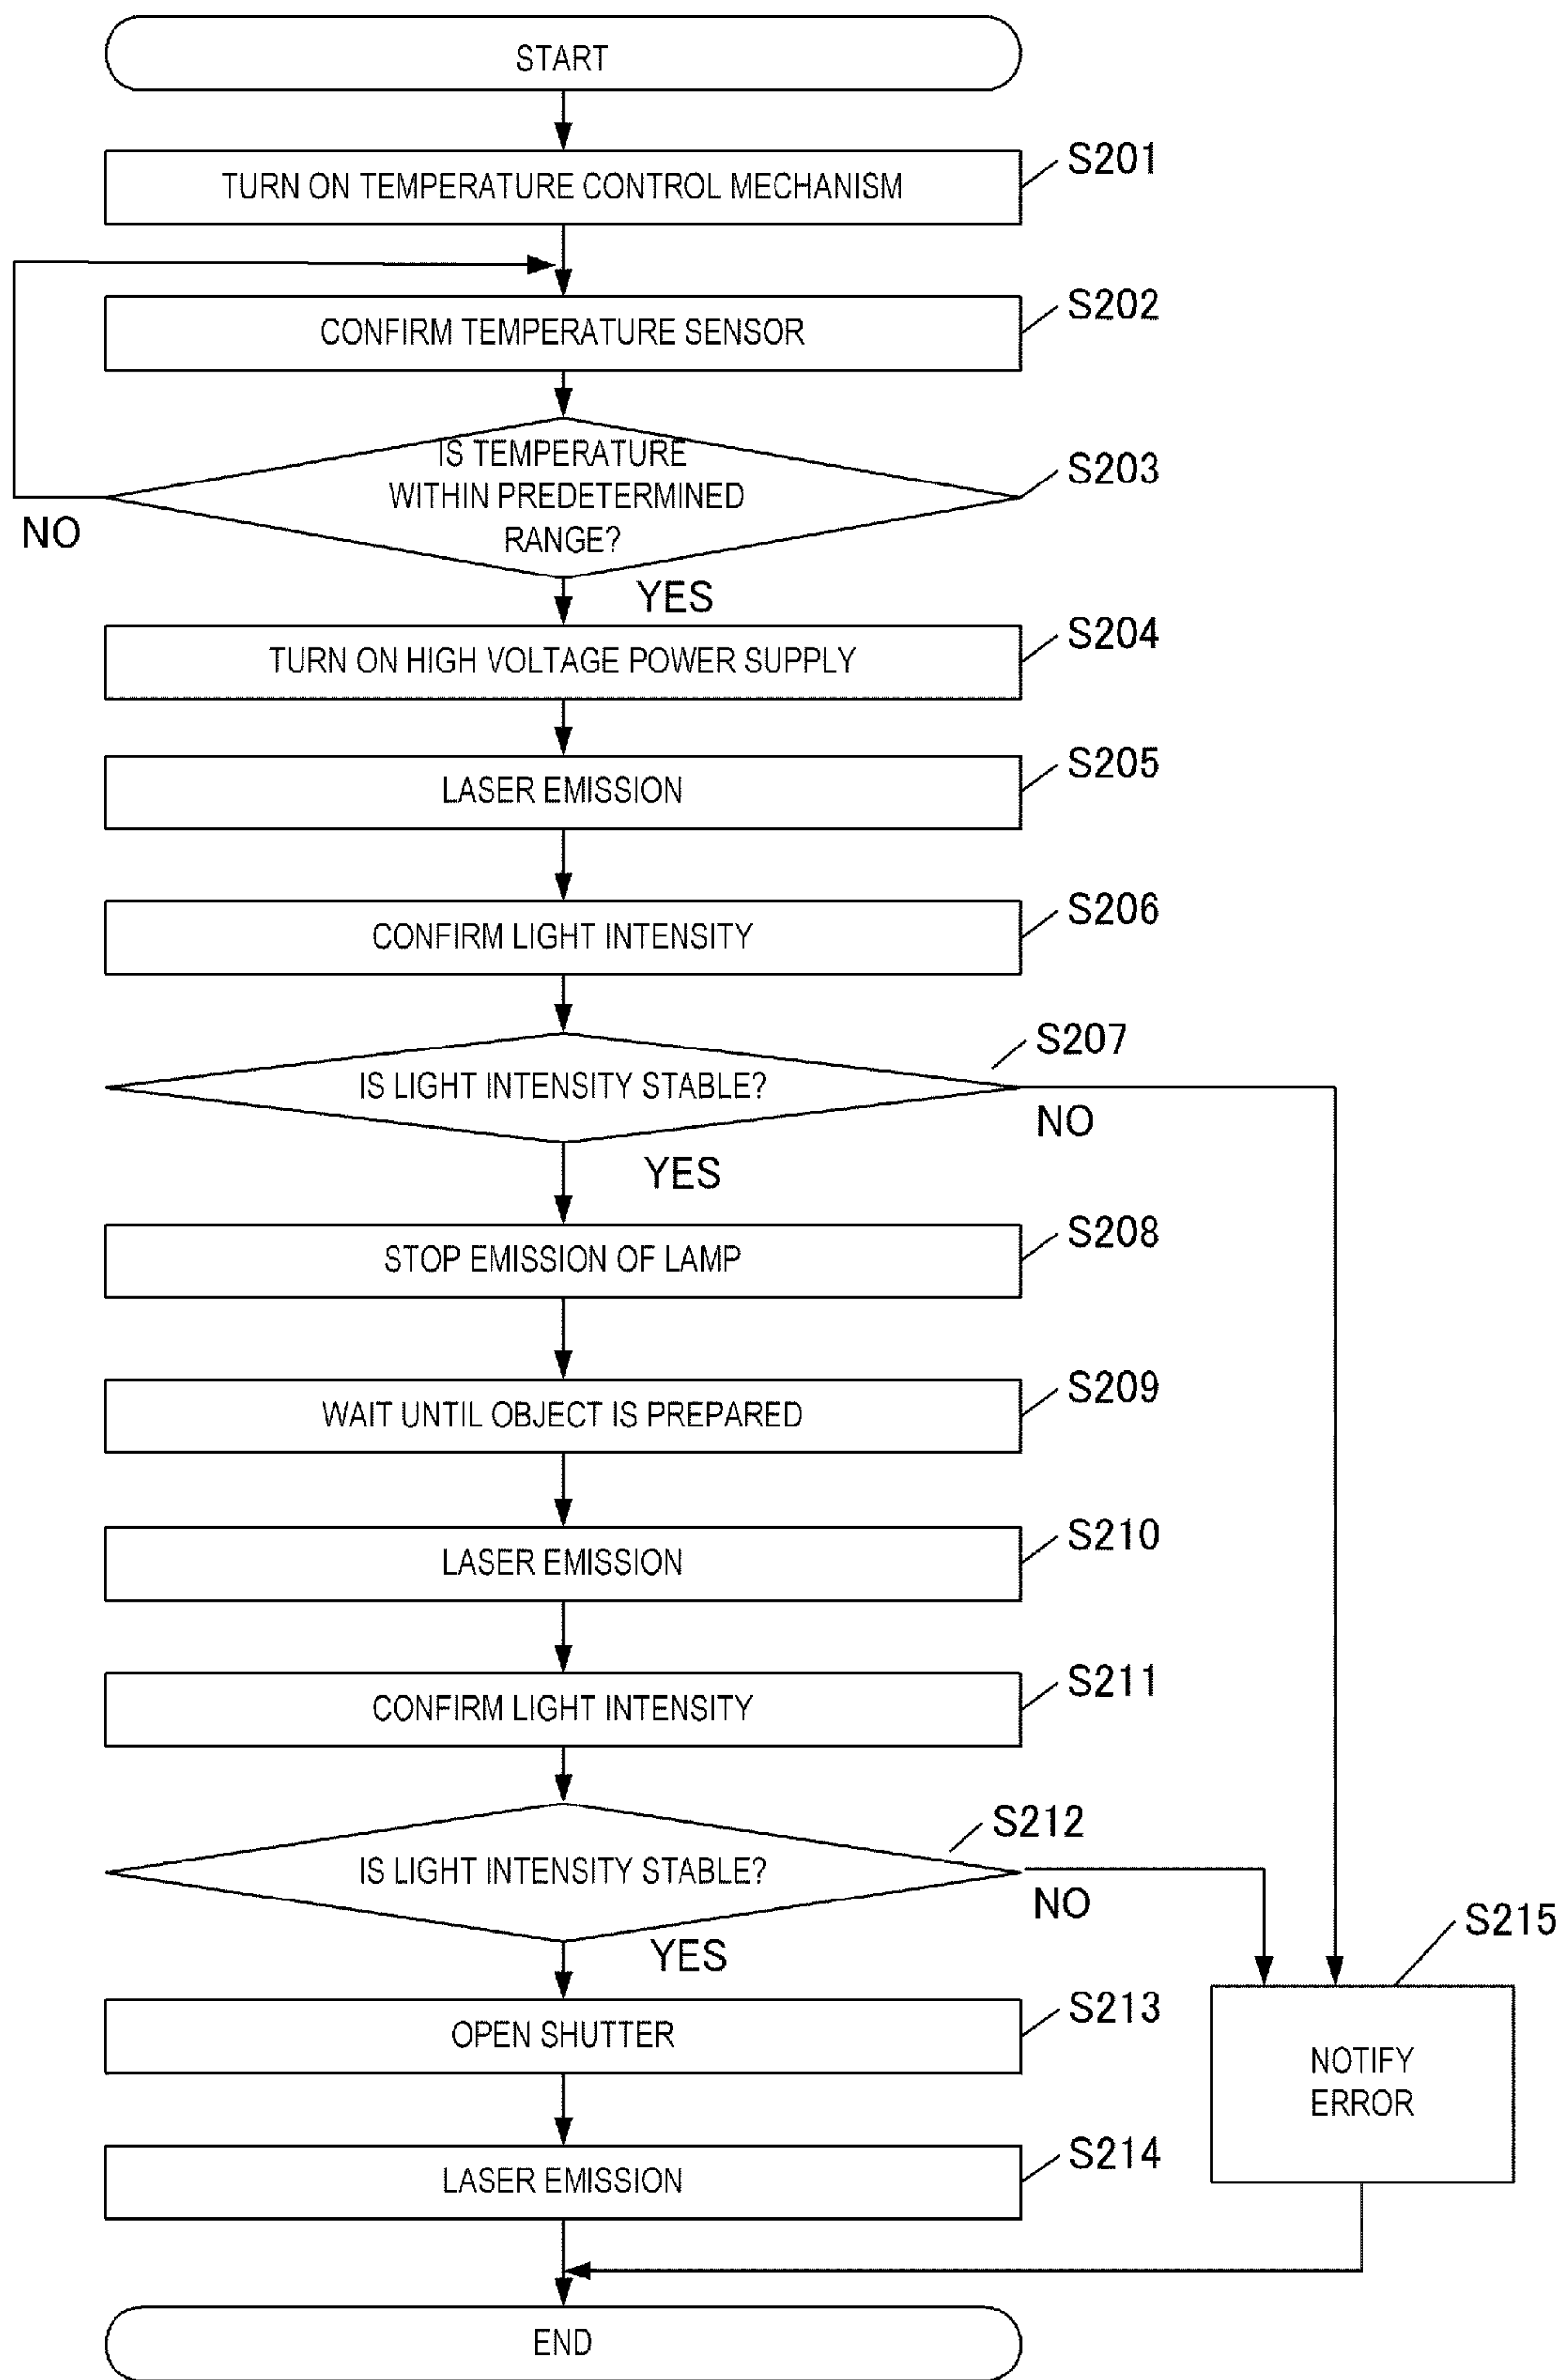 START
TURN ON TEMPERATURE CONTROL MECHANISM
S201
CONFIRM TEMPERATURE SENSOR
S202
IS TEMPERATURE
WITHIN PREDETERMINED
RANGE?
S203
NO
YES
TURN ON HIGH VOLTAGE POWER SUPPLY
S204
LASER EMISSION
S205
CONFIRM LIGHT INTENSITY
S206
IS LIGHT INTENSITY STABLE?
S207
NO
YES
STOP EMISSION OF LAMP
S208
WAIT UNTIL OBJECT IS PREPARED
S209
LASER EMISSION
S210
CONFIRM LIGHT INTENSITY
S211
IS LIGHT INTENSITY STABLE?
S212
NO
YES
OPEN SHUTTER
S213
LASER EMISSION
S214
S215
NOTIFY
ERROR
END